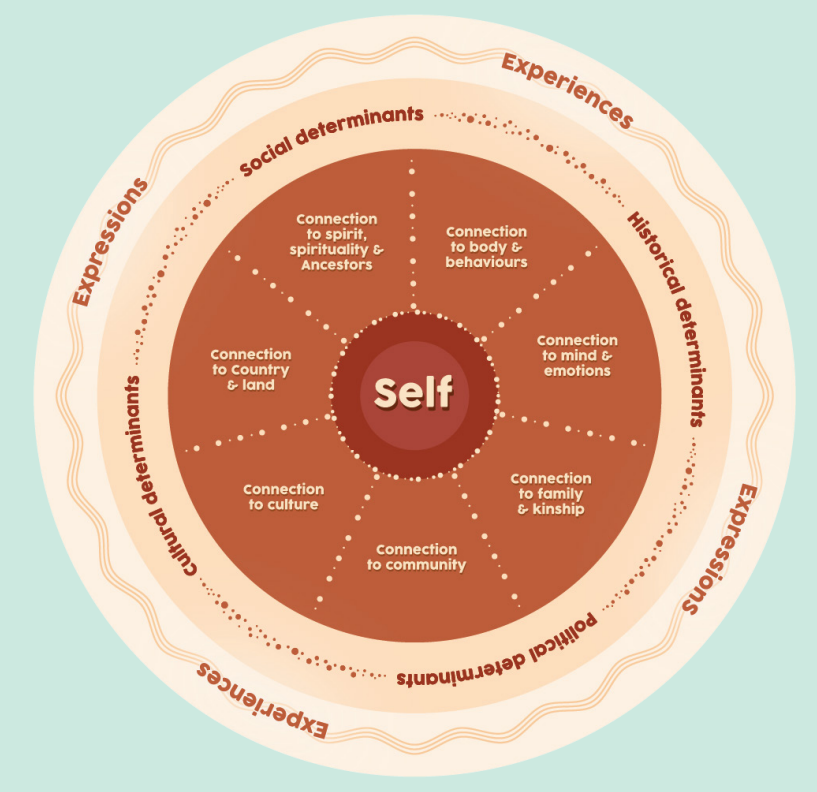 Experiences
Social determinants
Expressions
Historical determinants
Connection
to spirit,
spirituality &
Ancestors
Connection
to body &
behaviours
Connection
to Country
& land
Connection
to mind &
emotions
Self
Cultural determinants
Connection
to culture
Connection
to family
& kinship
Connection
to community
Expressions
Political determinants
Experiences